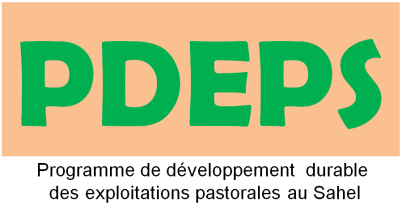 PDEPS
Programme de développement durable
des exploitations pastorales au Sahel